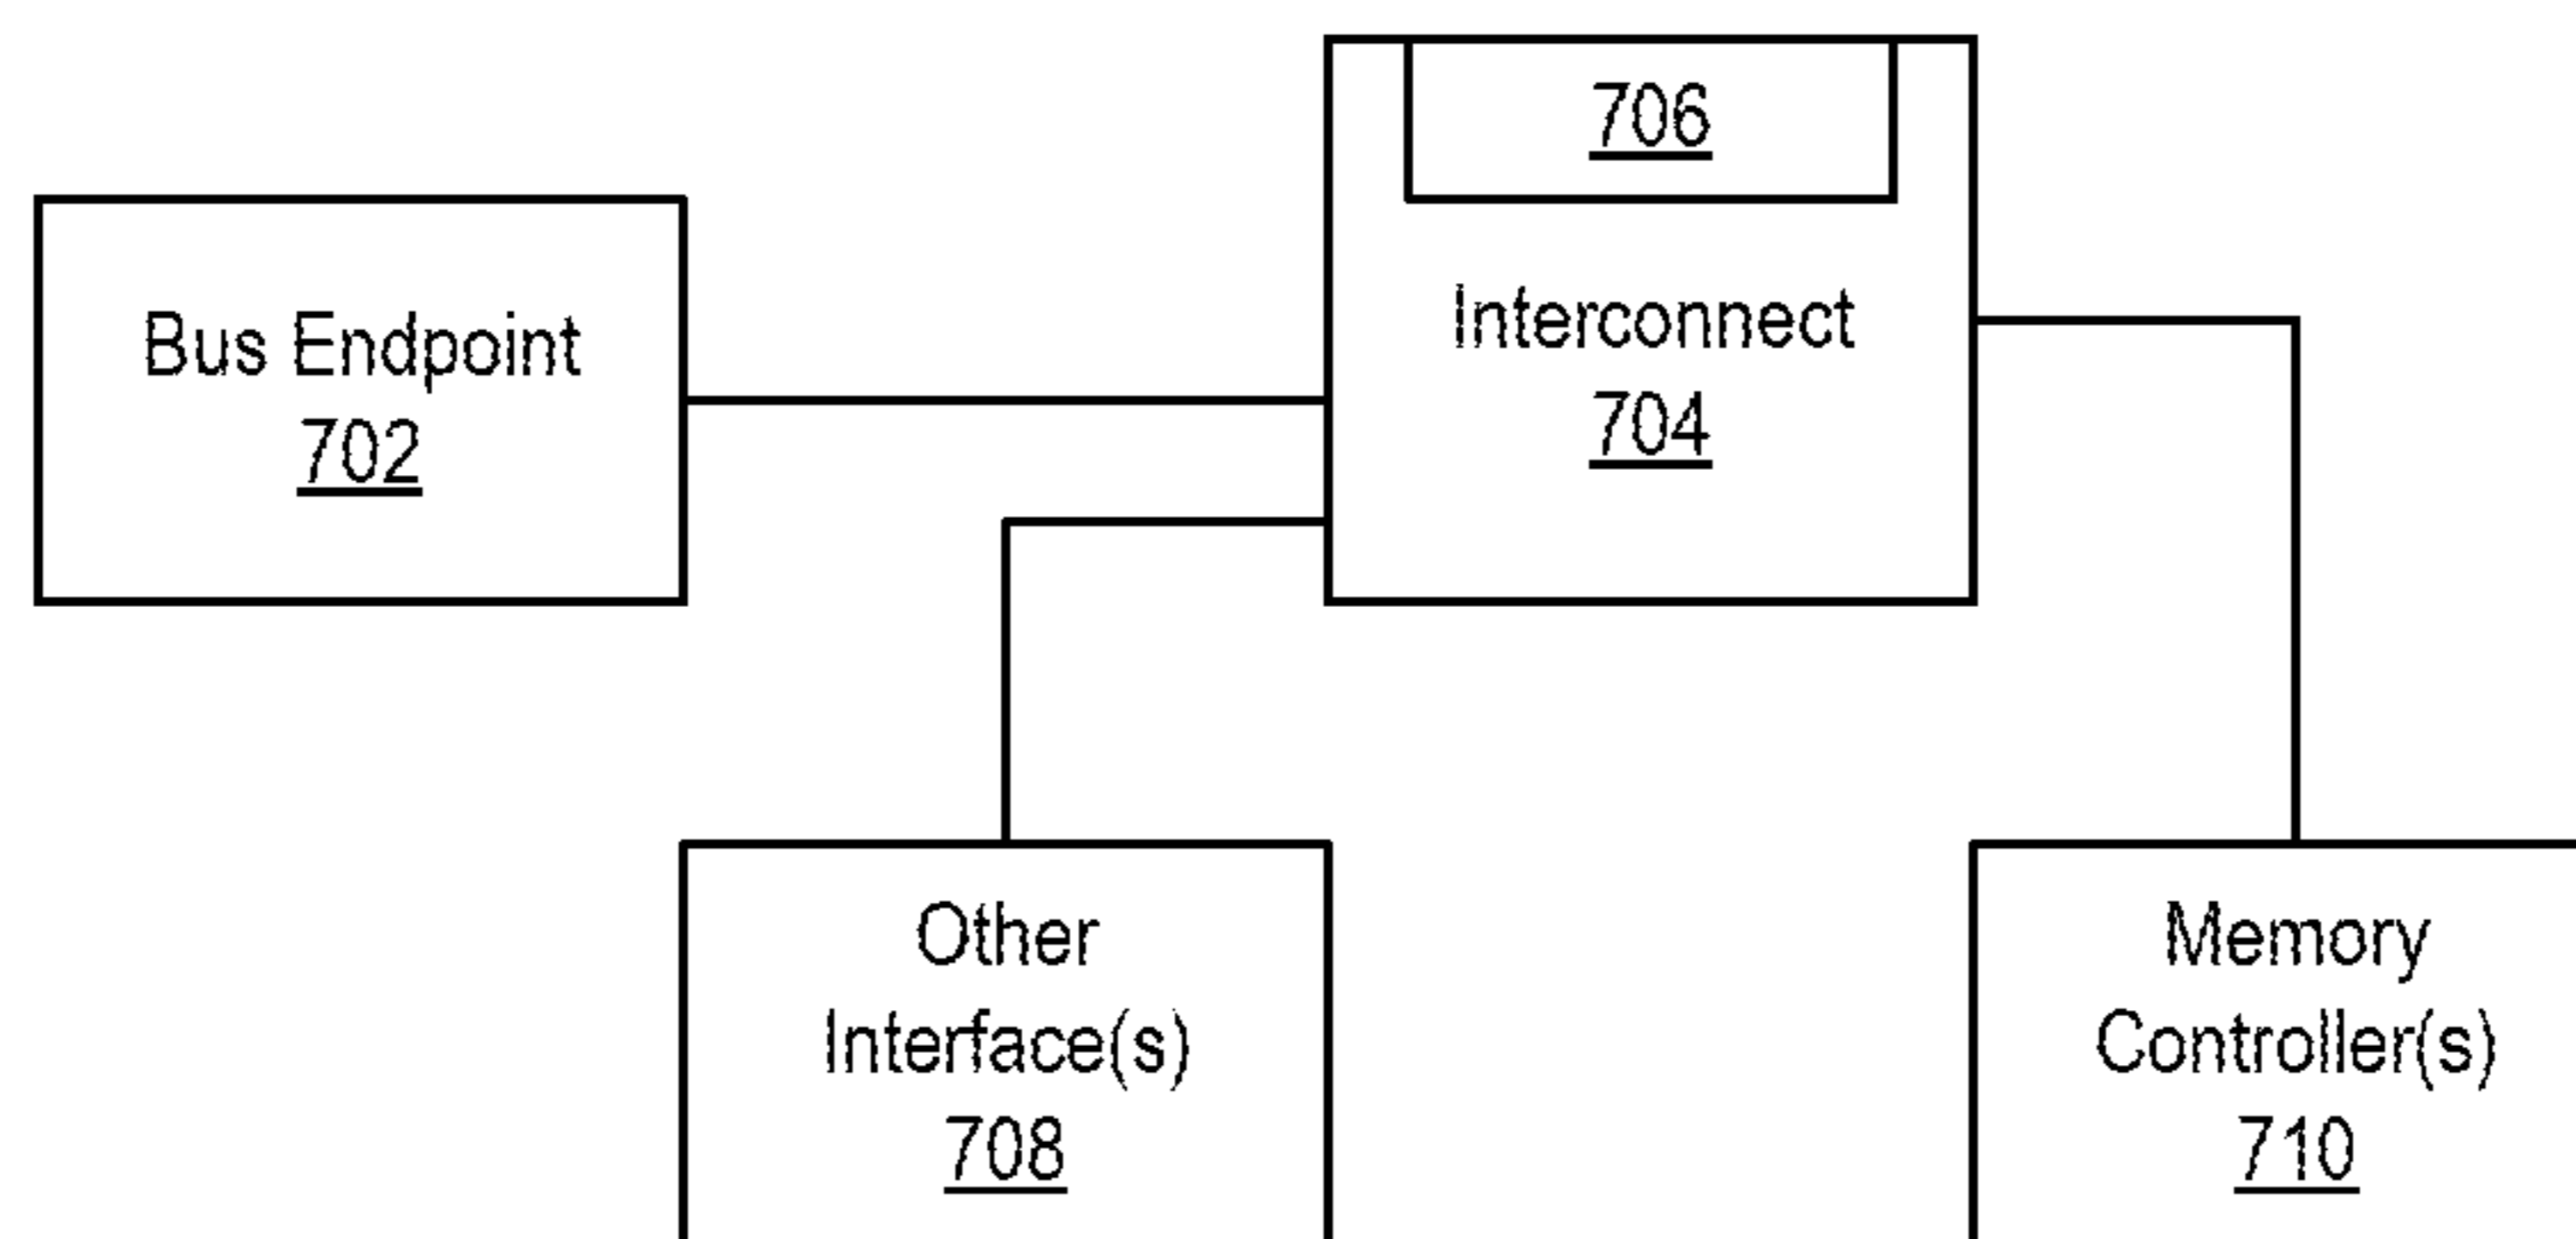 706
Interconnect
704
Bus Endpoint
702
Other
Interface(s)
708
Memory
Controller(s)
710